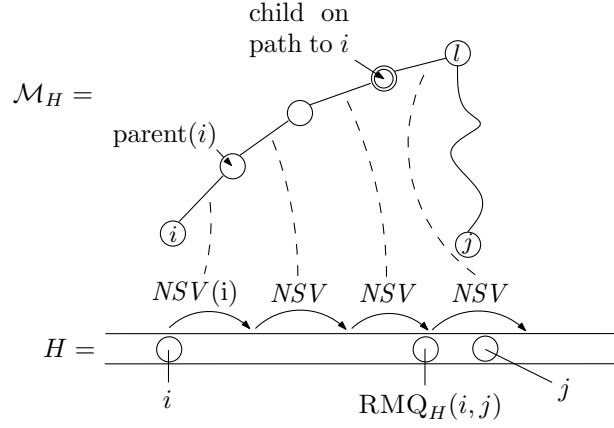 child on
path to i
l
M_H =
parent(i)
i
j
NSV(i) NSV NSV NSV
H =
i
RMQ_H(i, j)
j